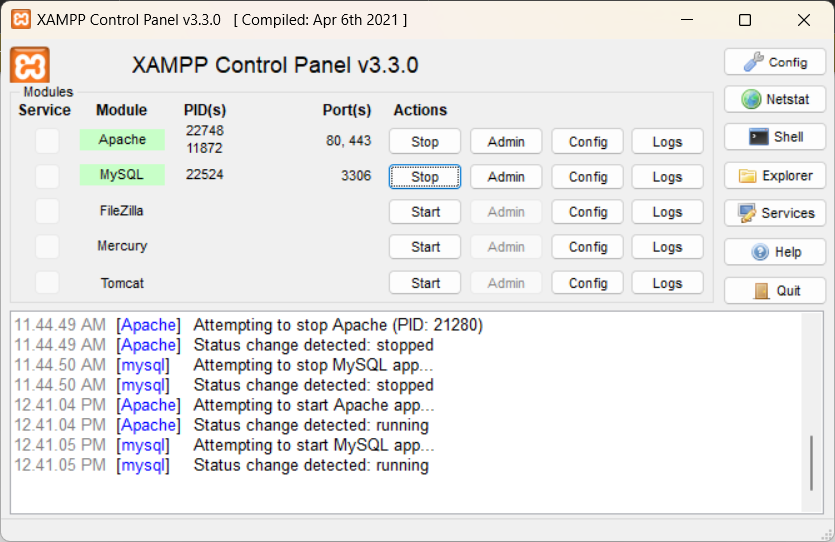 XAMPP Control Panel v3.3.0 [ Compiled: Apr 6th 2021 ]
XAMPP Control Panel v3.3.0
Config
Modules
Service Module PID(s) Port(s) Actions
Netstat
Apache 22748 11872 80, 443 Stop Admin Config Logs
Shell
MySQL 22524 3306 Stop Admin Config Logs
Explorer
FileZilla Start Admin Config Logs
Services
Mercury Start Admin Config Logs
Help
Tomcat Start Admin Config Logs
Quit
11.44.49 AM [Apache] Attempting to stop Apache (PID: 21280)
11.44.49 AM [Apache] Status change detected: stopped
11.44.50 AM [mysql] Attempting to stop MySQL app...
11.44.50 AM [mysql] Status change detected: stopped
12.41.04 PM [Apache] Attempting to start Apache app...
12.41.04 PM [Apache] Status change detected: running
12.41.05 PM [mysql] Attempting to start MySQL app...
12.41.05 PM [mysql] Status change detected: running